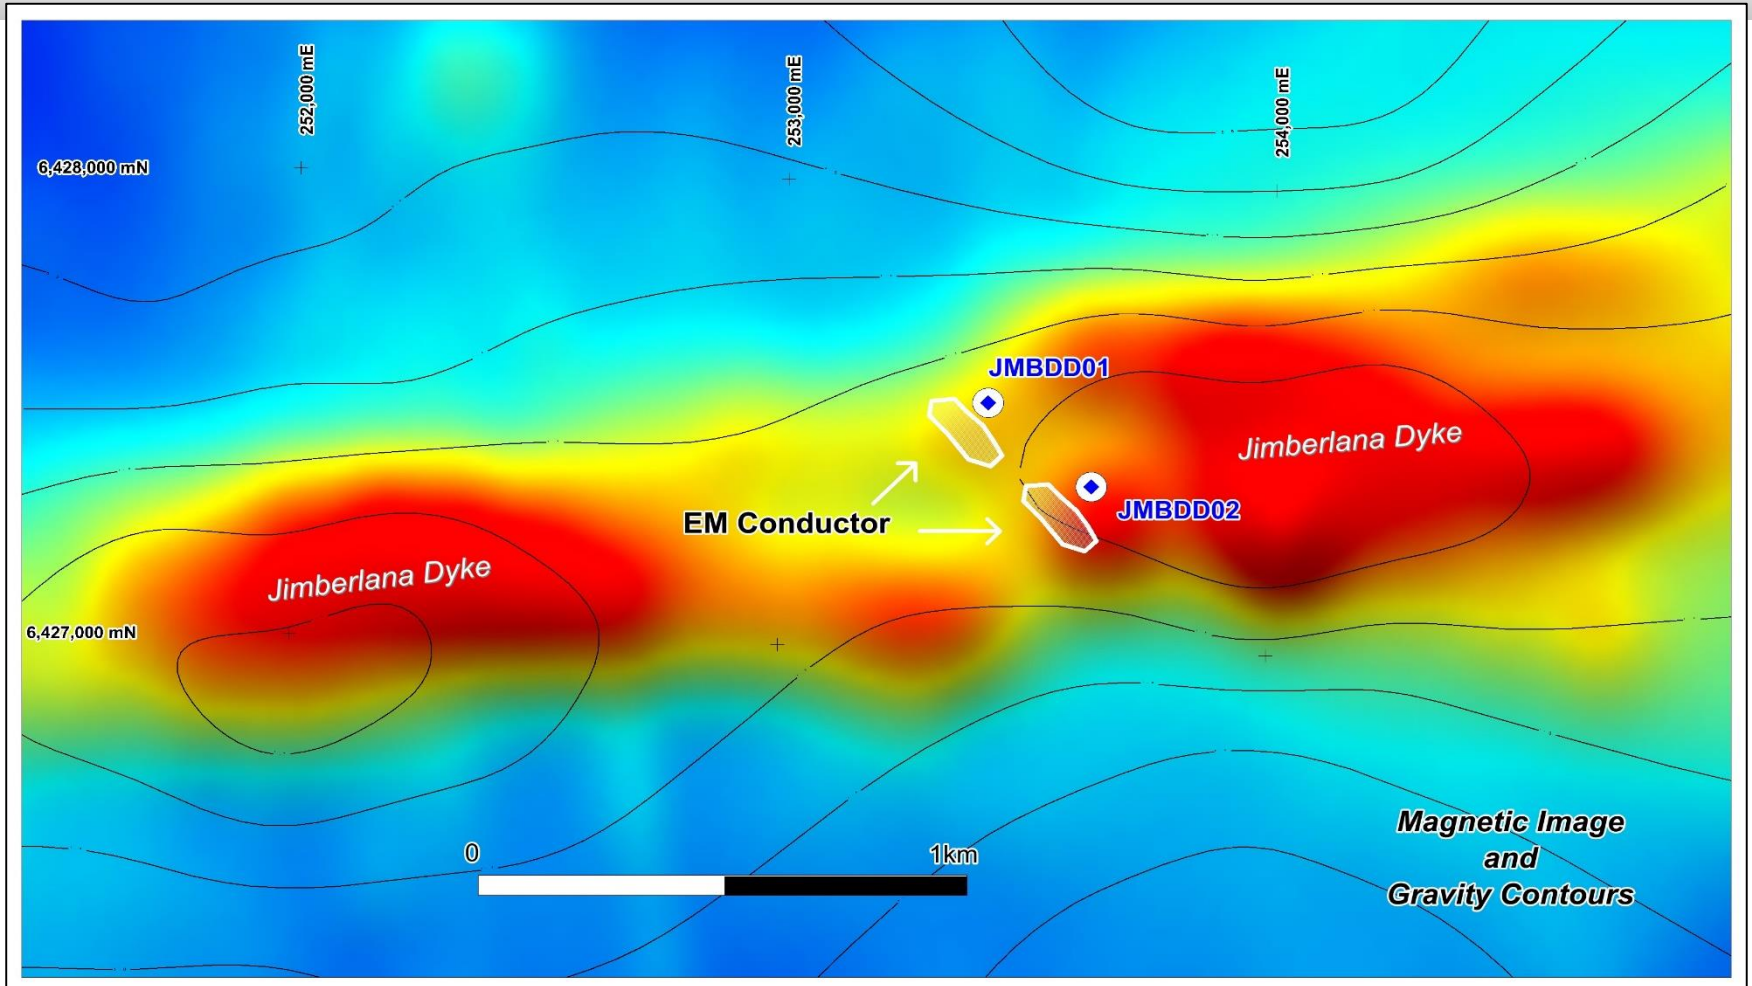 252,000 mE
253,000 mE
254,000 mE
6,428,000 mN
JMBDD01
Jimberlana Dyke
JMBDD02
EM Conductor
Jimberlana Dyke
6,427,000 mN
Magnetic Image
and
Gravity Contours
0
1km